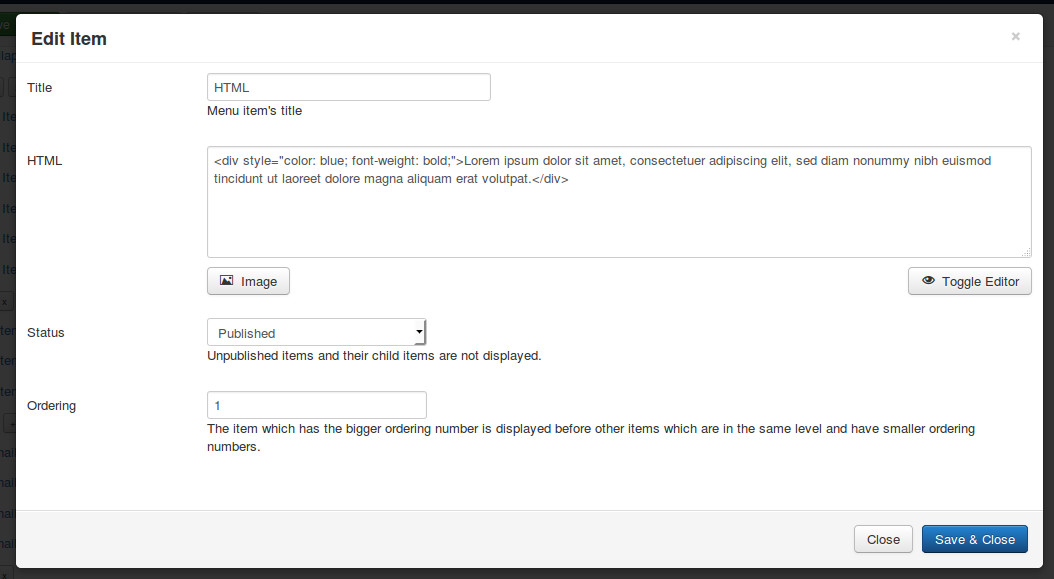 Edit Item
×
Title
HTML
Menu item's title
HTML
<div style="color: blue; font-weight: bold;">Lorem ipsum dolor sit amet, consectetuer adipiscing elit, sed diam nonummy nibh euismod
tincidunt ut laoreet dolore magna aliquam erat volutpat.</div>
Image
Toggle Editor
Status
Published
Unpublished items and their child items are not displayed.
Ordering
1
The item which has the bigger ordering number is displayed before other items which are in the same level and have smaller ordering
numbers.
Close
Save & Close